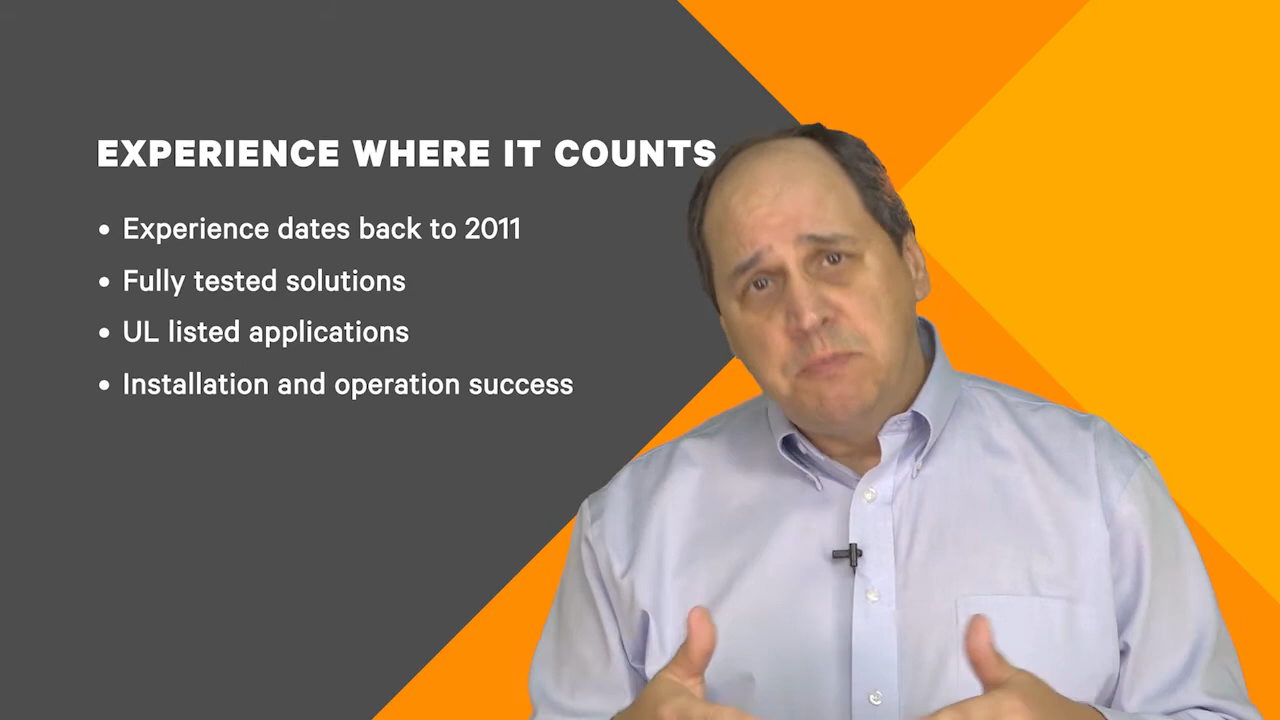 EXPERIENCE WHERE IT COUNTS
• Experience dates back to 2011
• Fully tested solutions
• UL listed applications
• Installation and operation success